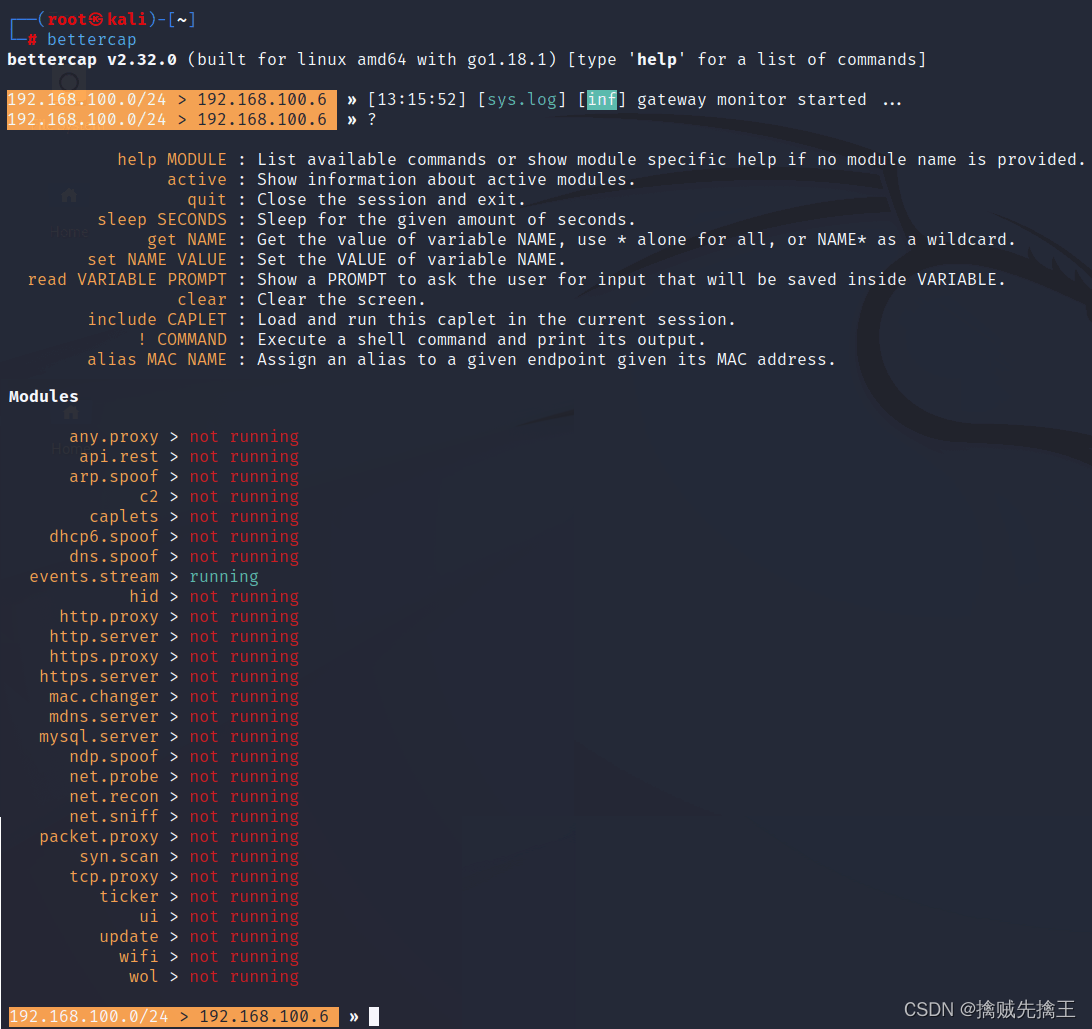 ┌──(root㉿kali)-[~]
└─# bettercap
bettercap v2.32.0 (built for linux amd64 with go1.18.1) [type 'help' for a list of commands]
192.168.100.0/24 > 192.168.100.6 » [13:15:52] [sys.log] [inf] gateway monitor started ...
192.168.100.0/24 > 192.168.100.6 » ?
help MODULE : List available commands or show module specific help if no module name is provided.
active : Show information about active modules.
quit : Close the session and exit.
sleep SECONDS : Sleep for the given amount of seconds.
get NAME : Get the value of variable NAME, use * alone for all, or NAME* as a wildcard.
set NAME VALUE : Set the VALUE of variable NAME.
read VARIABLE PROMPT : Show a PROMPT to ask the user for input that will be saved inside VARIABLE.
clear : Clear the screen.
include CAPLET : Load and run this caplet in the current session.
! COMMAND : Execute a shell command and print its output.
alias MAC NAME : Assign an alias to a given endpoint given its MAC address.
Modules
any.proxy > not running
api.rest > not running
arp.spoof > not running
c2 > not running
caplets > not running
dhcp6.spoof > not running
dns.spoof > not running
events.stream > running
hid > not running
http.proxy > not running
http.server > not running
https.proxy > not running
https.server > not running
mac.changer > not running
mdns.server > not running
mysql.server > not running
ndp.spoof > not running
net.probe > not running
net.recon > not running
net.sniff > not running
packet.proxy > not running
syn.scan > not running
tcp.proxy > not running
ticker > not running
ui > not running
update > not running
wifi > not running
wol > not running
192.168.100.0/24 > 192.168.100.6 »
CSDN @擒贼先擒王